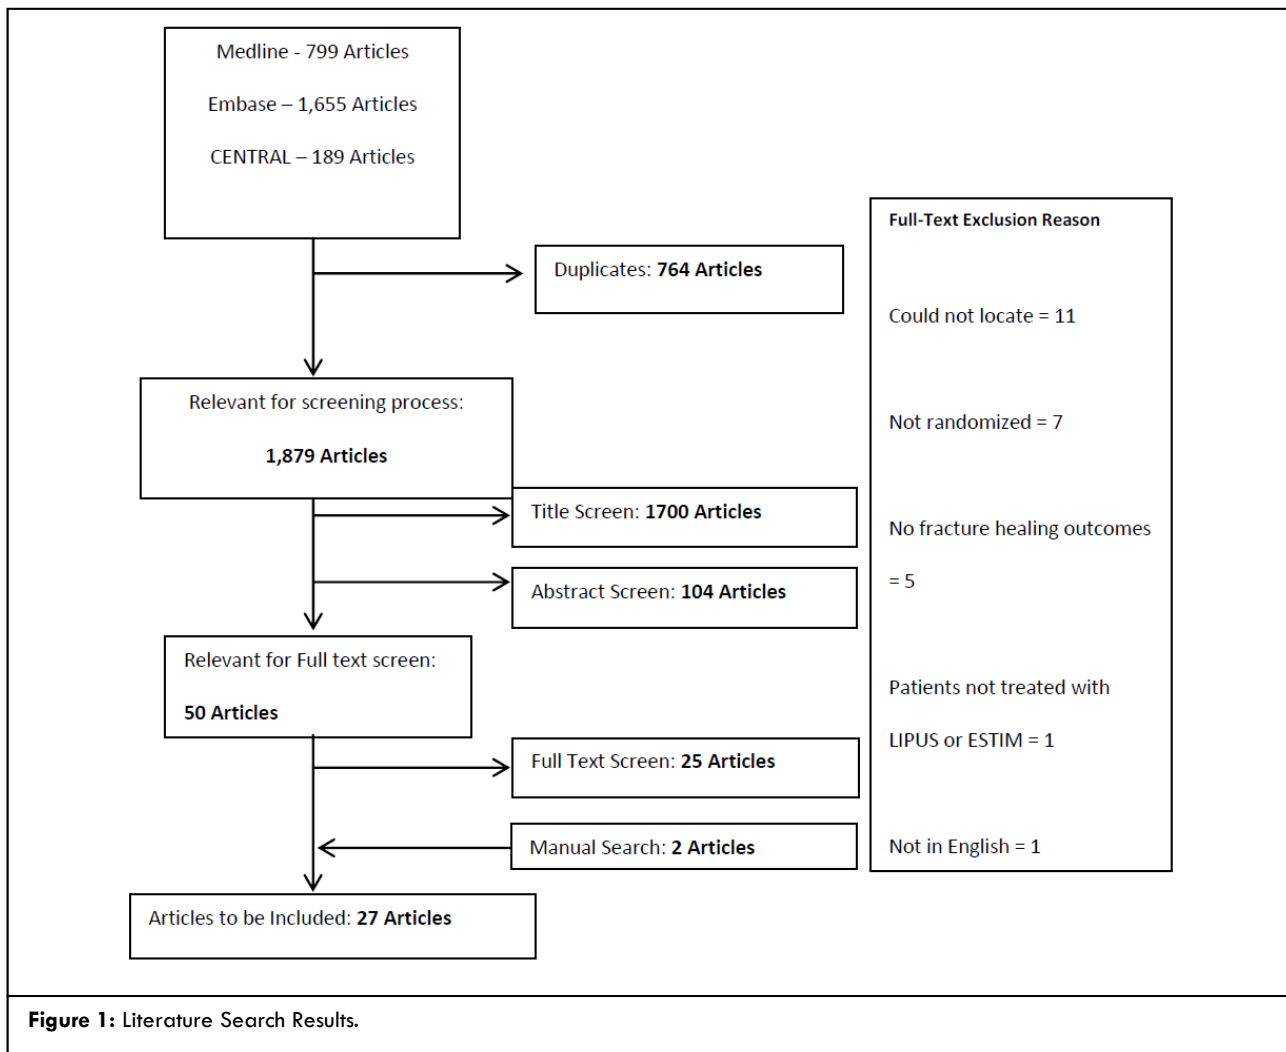 Medline - 799 Articles
Embase – 1,655 Articles
CENTRAL – 189 Articles
Duplicates: 764 Articles
Relevant for screening process:
1,879 Articles
Title Screen: 1700 Articles
Abstract Screen: 104 Articles
Relevant for Full text screen:
50 Articles
Full Text Screen: 25 Articles
Manual Search: 2 Articles
Articles to be Included: 27 Articles
Full-Text Exclusion Reason
Could not locate = 11
Not randomized = 7
No fracture healing outcomes
= 5
Patients not treated with
LIPUS or ESTIM = 1
Not in English = 1
Figure 1: Literature Search Results.